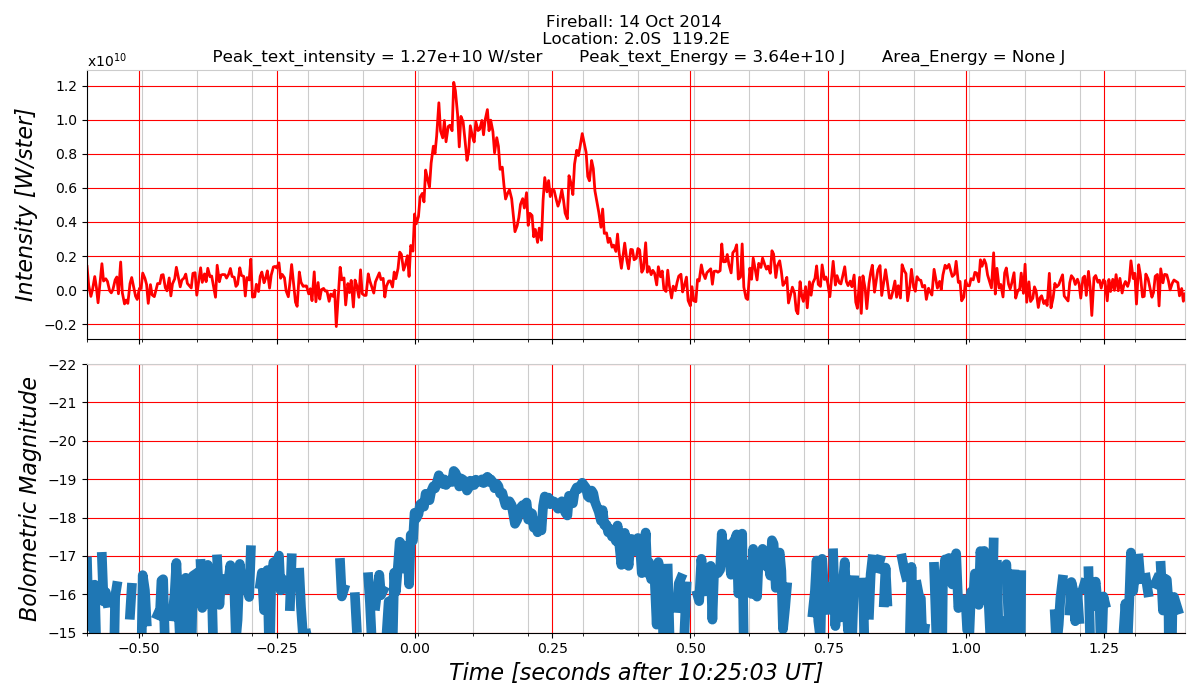 Fireball: 14 Oct 2014
Location: 2.0S 119.2E
Peak_text_intensity = 1.27e+10 W/ster Peak_text_Energy = 3.64e+10 J Area_Energy = None J
x10¹⁰
1.2
1.0
0.8
0.6
0.4
0.2
0.0
−0.2
Intensity [W/ster]
−22
−21
−20
−19
−18
−17
−16
−15
Bolometric Magnitude
−0.50 −0.25 0.00 0.25 0.50 0.75 1.00 1.25
Time [seconds after 10:25:03 UT]